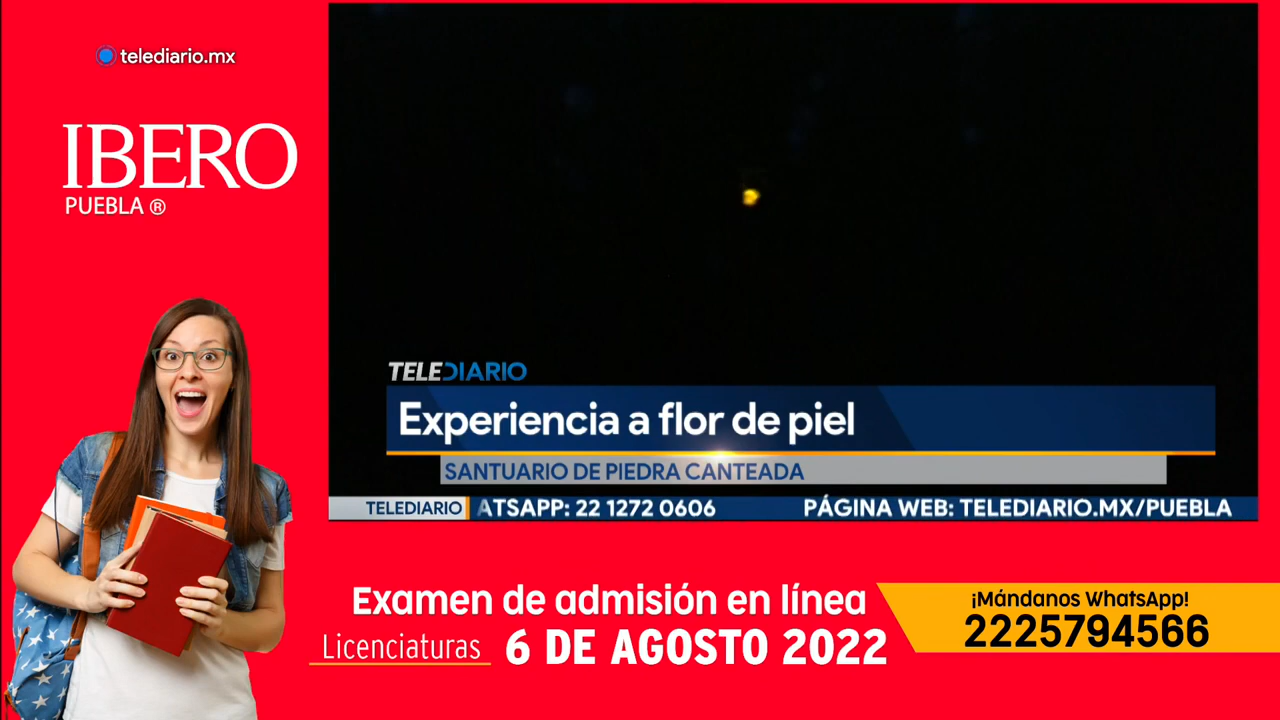 telediario.mx
IBERO
PUEBLA ®
TELEDIARIO
Experiencia a flor de piel
SANTUARIO DE PIEDRA CANTEADA
TELEDIARIO ATSAPP: 22 1272 0606 PÁGINA WEB: TELEDIARIO.MX/PUEBLA
Examen de admisión en línea
Licenciaturas 6 DE AGOSTO 2022
¡Mándanos WhatsApp!
2225794566